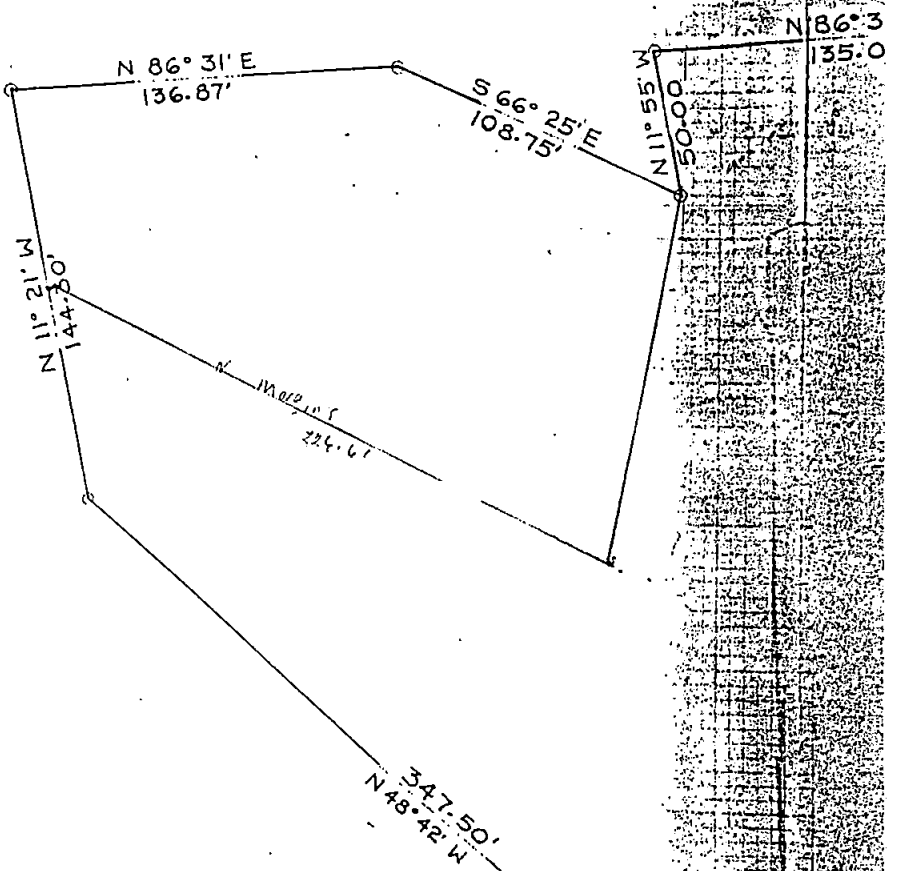 N 86° 31' E
136.87'
S 66° 25' E
108.75'
N 86° 3
135.0
N 11° 55' W
50.00
N 11° 21' W
144.80'
347.50'
N 48° 42' W